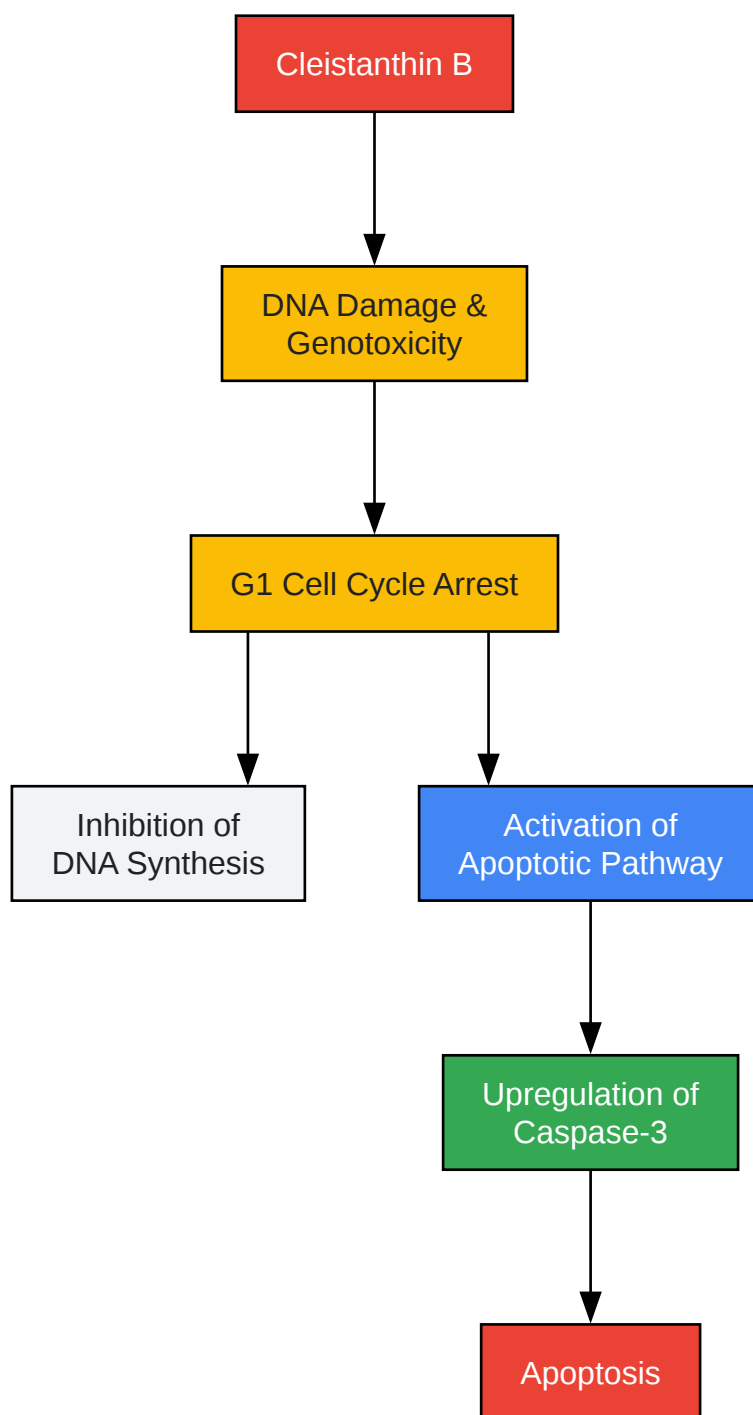 Cleistanthin B
DNA Damage &
Genotoxicity
G1 Cell Cycle Arrest
Inhibition of
DNA Synthesis
Activation of
Apoptotic Pathway
Upregulation of
Caspase-3
Apoptosis